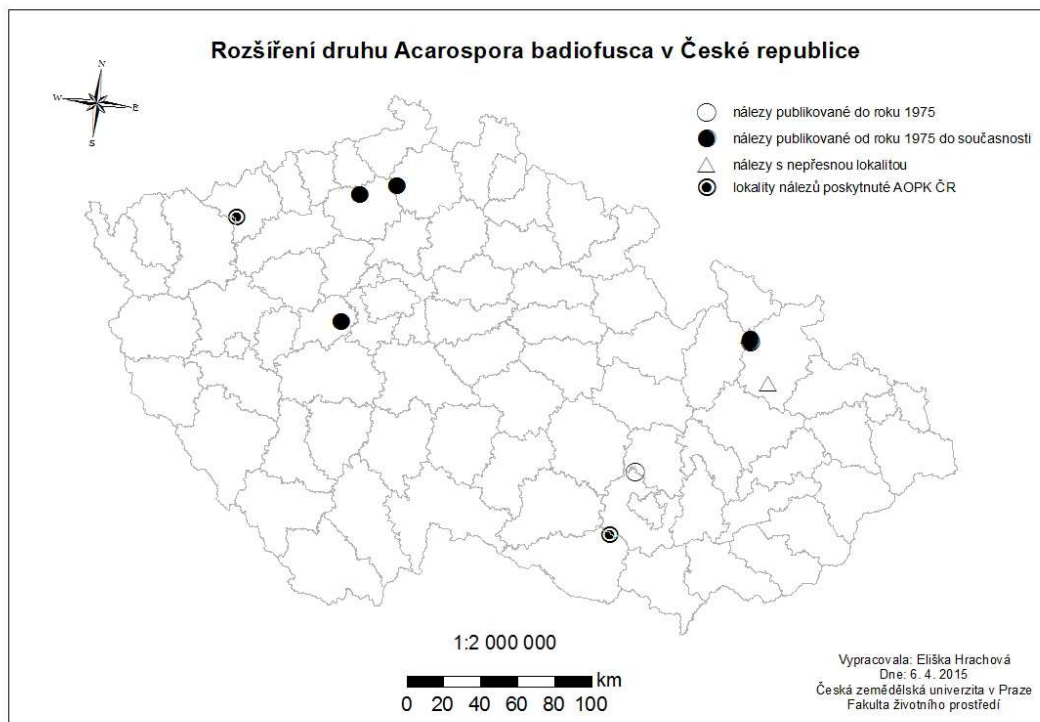 Rozšíření druhu Acarospora badiofusca v České republice
N
W
E
S
nálezy publikované do roku 1975
nálezy publikované od roku 1975 do současnosti
nálezy s nepřesnou lokalitou
lokality nálezů poskytnuté AOPK ČR
1:2 000 000
km
0 20 40 60 80 100
Vypracovala: Eliška Hrachová
Dne: 6. 4. 2015
Česká zemědělská univerzita v Praze
Fakulta životního prostředí